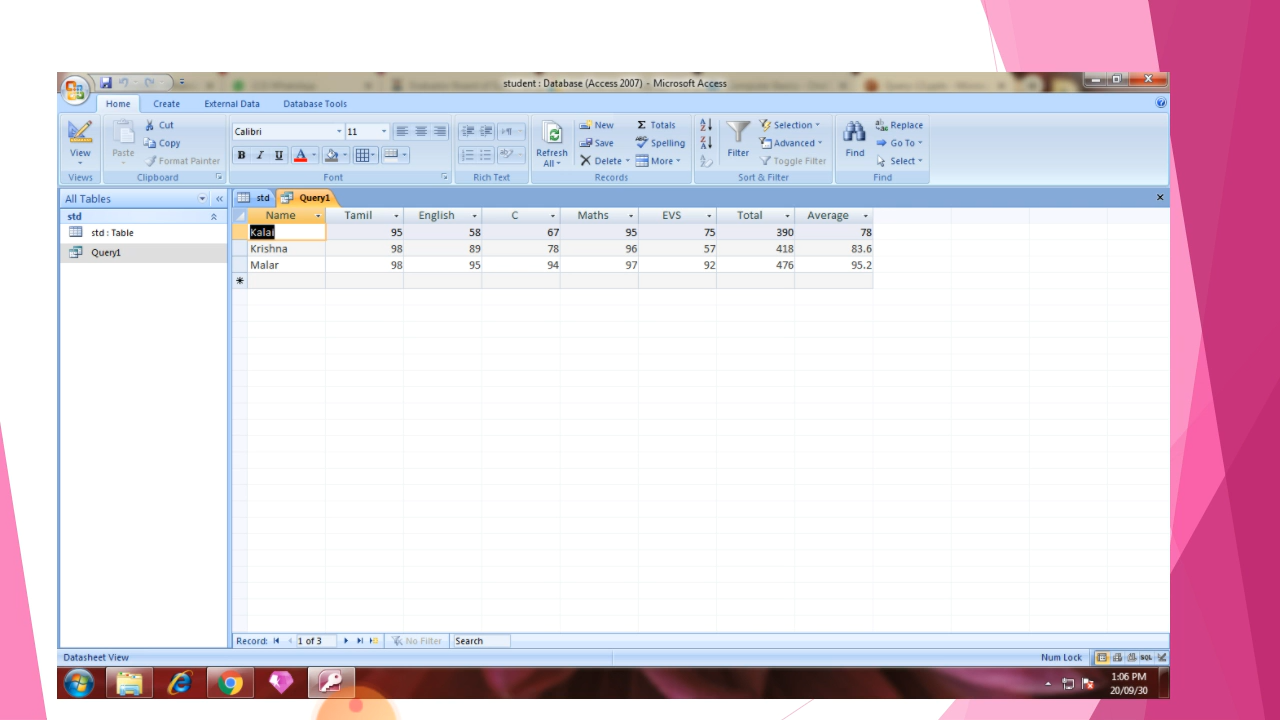 student : Database (Access 2007) - Microsoft Access
Home Create External Data Database Tools
View Paste Cut Copy Format Painter
Calibri 11
B I U A
Refresh All New Save Delete Σ Totals Spelling More
Filter Selection Advanced Toggle Filter
Find Replace Go To Select
Views Clipboard Font Rich Text Records Sort & Filter Find
All Tables «
std
std : Table
Query1
std Query1
Name Tamil English C Maths EVS Total Average
Kalai 95 58 67 95 75 390 78
Krishna 98 89 78 96 57 418 83.6
Malar 98 95 94 97 92 476 95.2
Record: 1 of 3 No Filter Search
Datasheet View Num Lock SQL
1:06 PM
20/09/30